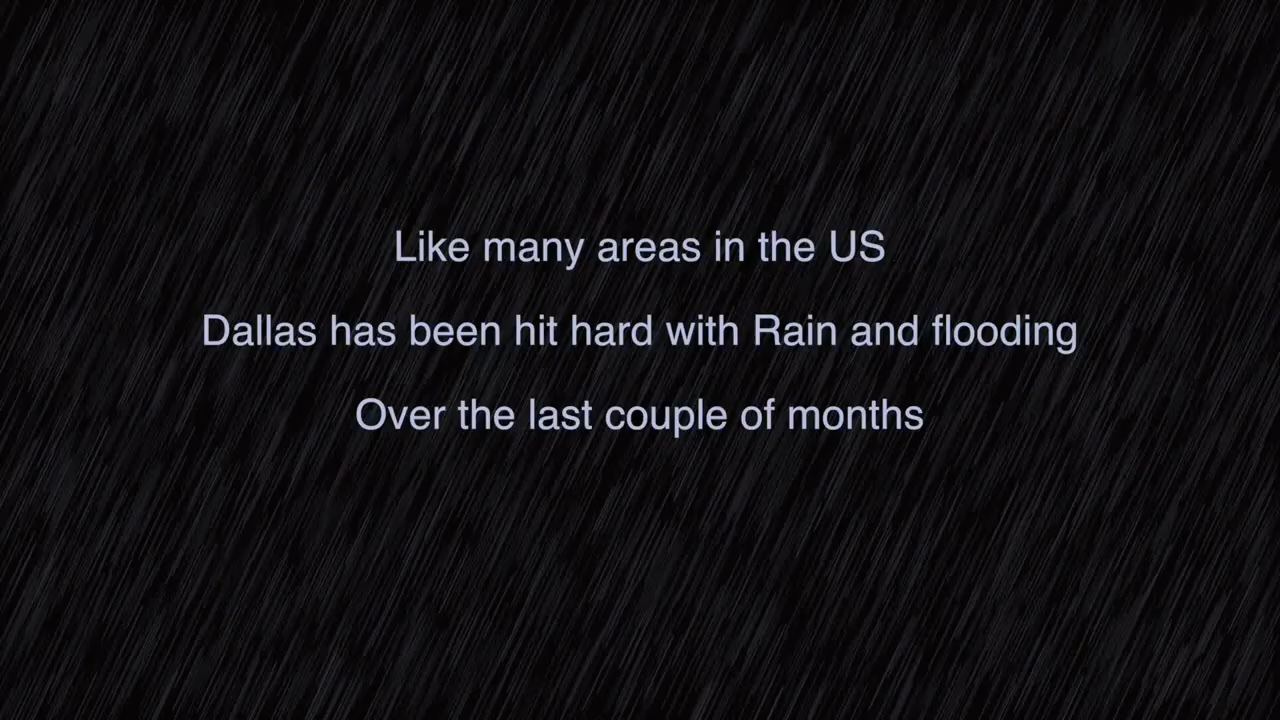 Like many areas in the US
Dallas has been hit hard with Rain and flooding
Over the last couple of months